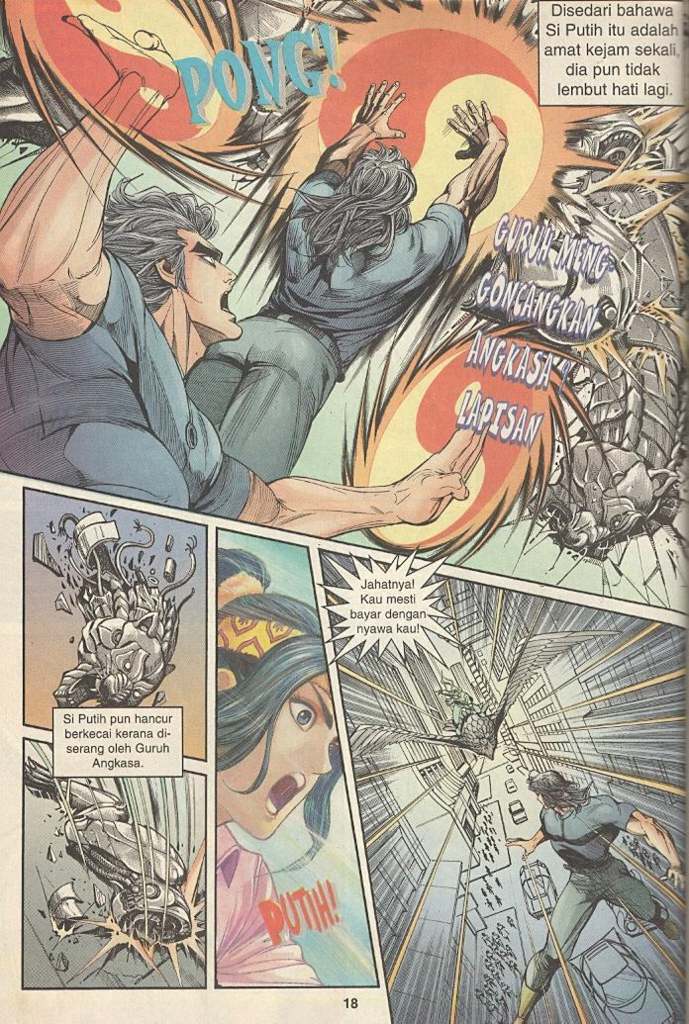 Disedari bahawa
Si Putih itu adalah
amat kejam sekali,
dia pun tidak
lembut hati lagi.
PONG!
GURUH MENG-
GONCANGKAN
ANGKASA 7
LAPISAN
Jahatnya!
Kau mesti
bayar dengan
nyawa kau!
Si Putih pun hancur
berkecai kerana di-
serang oleh Guruh
Angkasa.
PUTIH!
18